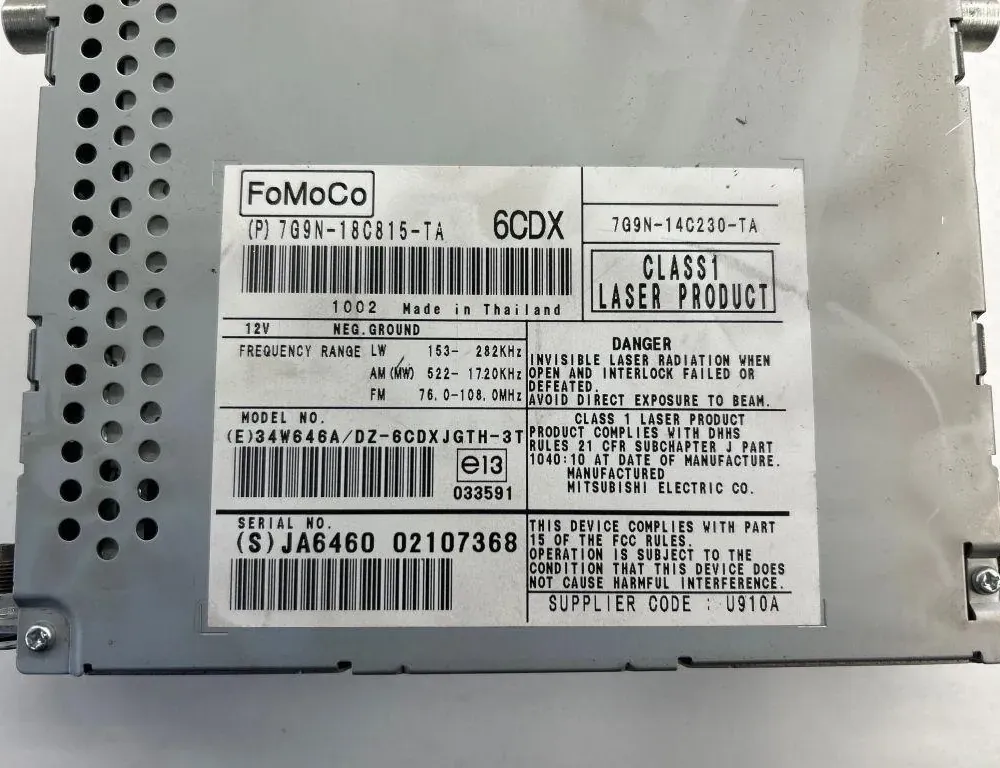 FoMoCo
(P) 7G9N-18C815-TA 6CDX
1002 Made in Thailand
7G9N-14C230-TA
CLASS1
LASER PRODUCT
12V NEG.GROUND
FREQUENCY RANGE LW 153- 282KHz
AM(MW) 522- 1720KHz
FM 76.0-108.0MHz
DANGER
INVISIBLE LASER RADIATION WHEN
OPEN AND INTERLOCK FAILED OR
DEFEATED.
AVOID DIRECT EXPOSURE TO BEAM.
MODEL NO.
(E)34W646A/DZ-6CDXJGTH-3T
e13
033591
CLASS 1 LASER PRODUCT
PRODUCT COMPLIES WITH DHHS
RULES 21 CFR SUBCHAPTER J PART
1040:10 AT DATE OF MANUFACTURE.
MANUFACTURED
MITSUBISHI ELECTRIC CO.
SERIAL NO.
(S)JA6460 02107368
THIS DEVICE COMPLIES WITH PART
15 OF THE FCC RULES.
OPERATION IS SUBJECT TO THE
CONDITION THAT THIS DEVICE DOES
NOT CAUSE HARMFUL INTERFERENCE.
SUPPLIER CODE : U910A